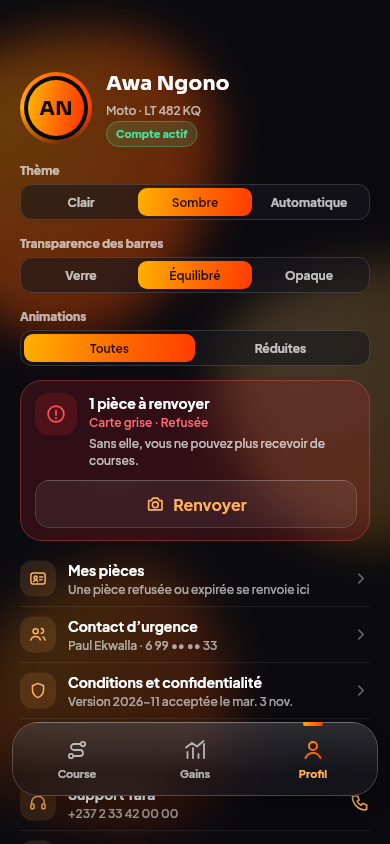 AN
Awa Ngono
Moto · LT 482 KQ
Compte actif
Thème
Clair Sombre Automatique
Transparence des barres
Verre Équilibré Opaque
Animations
Toutes Réduites
1 pièce à renvoyer
Carte grise · Refusée
Sans elle, vous ne pouvez plus recevoir de
courses.
Renvoyer
Mes pièces
Une pièce refusée ou expirée se renvoie ici
Contact d’urgence
Paul Ekwalla · 6 99 •• •• 33
Conditions et confidentialité
Version 2026-11 acceptée le mar. 3 nov.
Course Gains Profil
Support Yara
+237 2 33 42 00 00